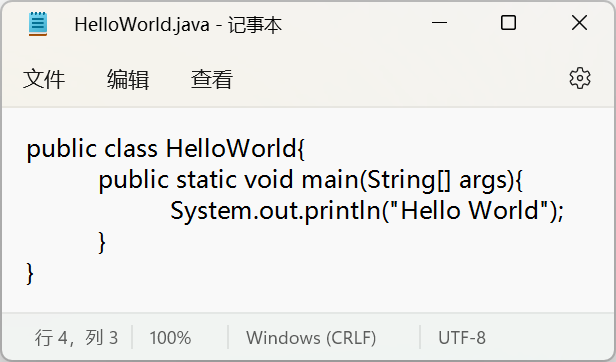 HelloWorld.java - 记事本
文件 编辑 查看
public class HelloWorld{
public static void main(String[] args){
System.out.println("Hello World");
}
}
行 4，列 3 100% Windows (CRLF) UTF-8